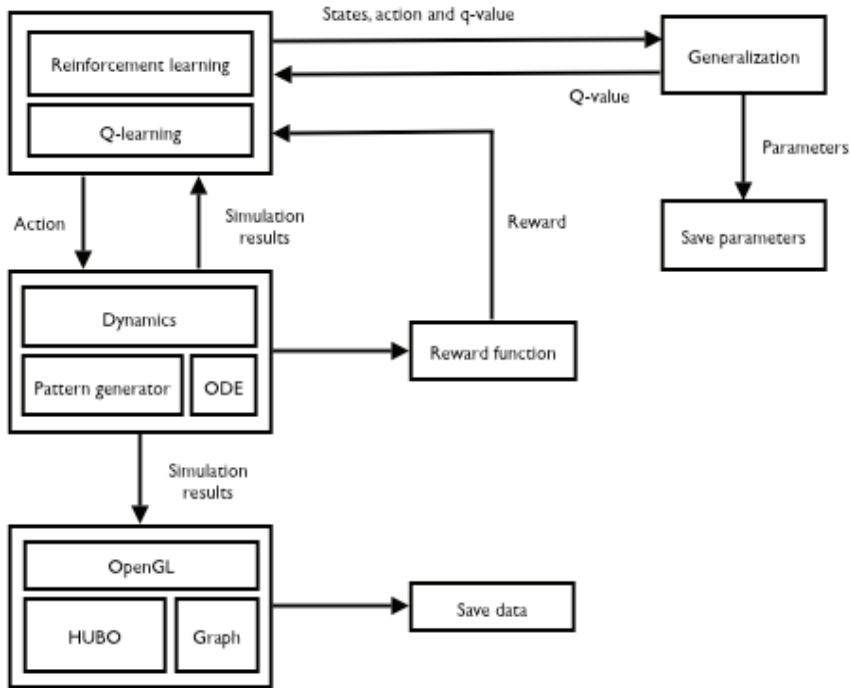 States, action and q-value
Reinforcement learning
Generalization
Q-value
Q-learning
Parameters
Action
Simulation
results
Reward
Save parameters
Dynamics
Reward function
Pattern generator
ODE
Simulation
results
OpenGL
Save data
HUBO
Graph